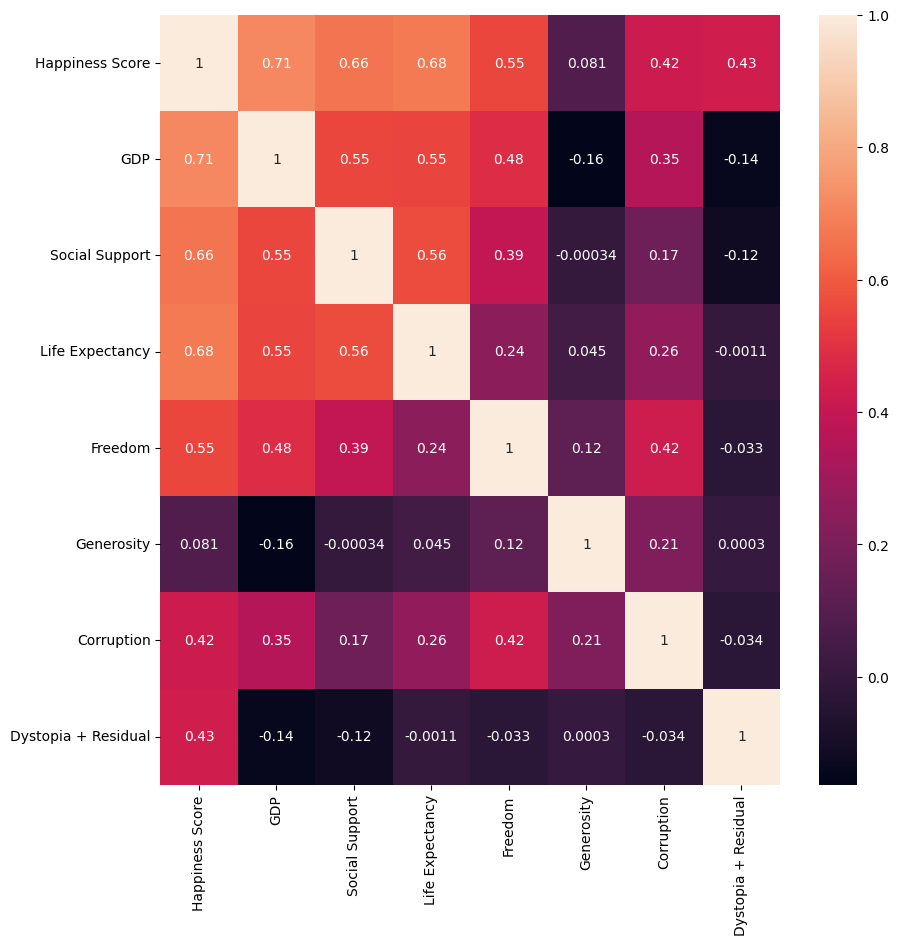 Happiness Score 1 0.71 0.66 0.68 0.55 0.081 0.42 0.43
GDP 0.71 1 0.55 0.55 0.48 -0.16 0.35 -0.14
Social Support 0.66 0.55 1 0.56 0.39 -0.00034 0.17 -0.12
Life Expectancy 0.68 0.55 0.56 1 0.24 0.045 0.26 -0.0011
Freedom 0.55 0.48 0.39 0.24 1 0.12 0.42 -0.033
Generosity 0.081 -0.16 -0.00034 0.045 0.12 1 0.21 0.0003
Corruption 0.42 0.35 0.17 0.26 0.42 0.21 1 -0.034
Dystopia + Residual 0.43 -0.14 -0.12 -0.0011 -0.033 0.0003 -0.034 1
Happiness Score
GDP
Social Support
Life Expectancy
Freedom
Generosity
Corruption
Dystopia + Residual
1.0
0.8
0.6
0.4
0.2
0.0